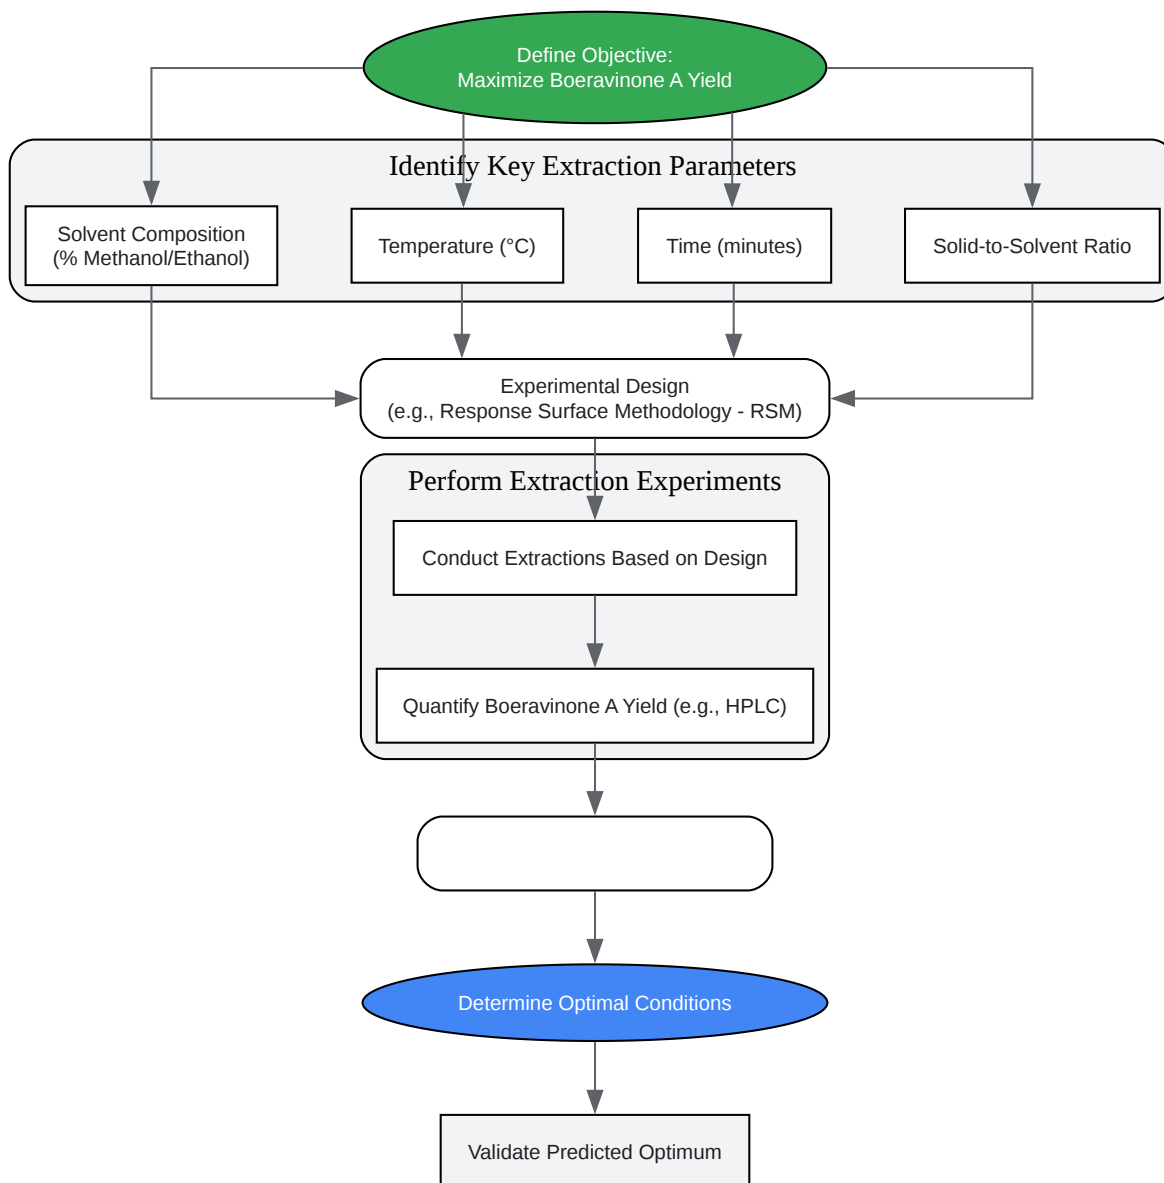 Define Objective:
Maximize Boeravinone A Yield
Identify Key Extraction Parameters
Solvent Composition
(% Methanol/Ethanol)
Temperature (°C)
Time (minutes)
Solid-to-Solvent Ratio
Experimental Design
(e.g., Response Surface Methodology - RSM)
Perform Extraction Experiments
Conduct Extractions Based on Design
Quantify Boeravinone A Yield (e.g., HPLC)
Determine Optimal Conditions
Validate Predicted Optimum